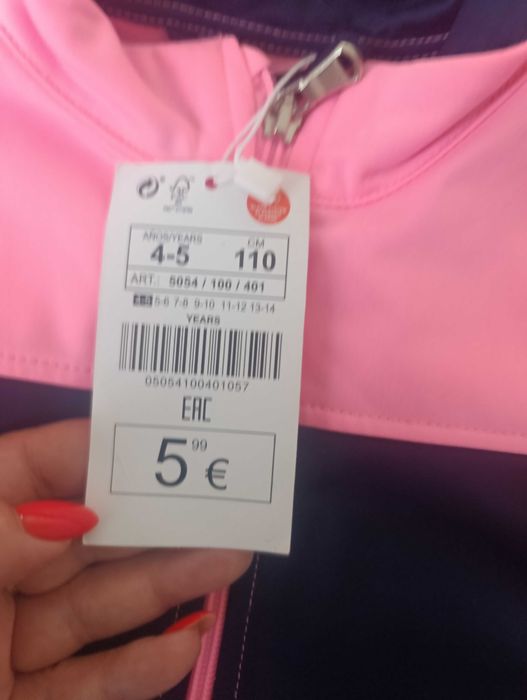 AÑOS/YEARS
CM
4-5
110
ART.: 5054 / 100 / 401
5-6 7-8 9-10 11-12 13-14
YEARS
05054100401057
EAC
5,99 €